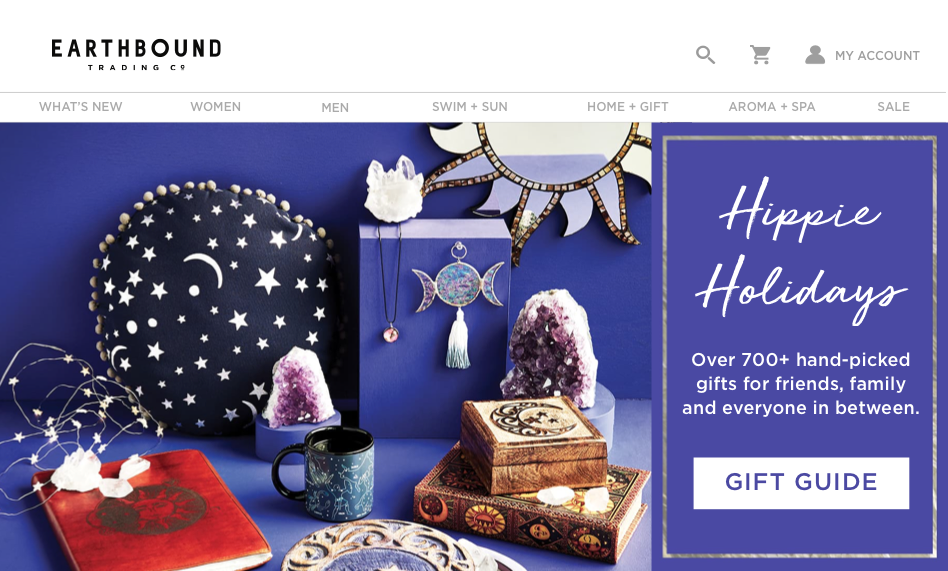 EARTHBOUND
TRADING Cº
MY ACCOUNT
WHAT'S NEW WOMEN MEN SWIM + SUN HOME + GIFT AROMA + SPA SALE
Hippie
Holidays
Over 700+ hand-picked
gifts for friends, family
and everyone in between.
GIFT GUIDE